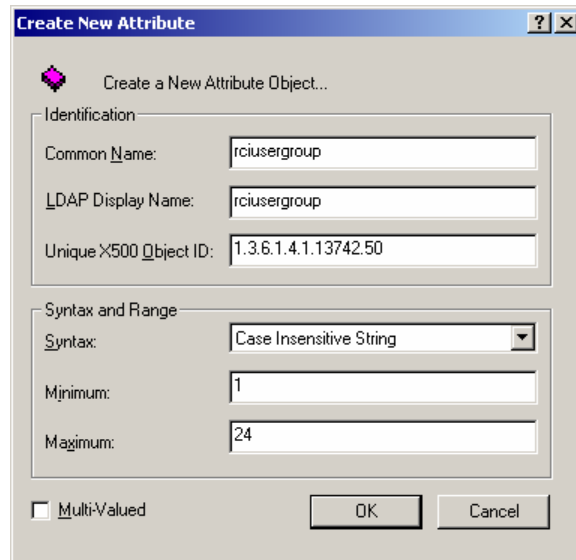 Create New Attribute
Create a New Attribute Object...
Identification
Common Name: rciusergroup
LDAP Display Name: rciusergroup
Unique X500 Object ID: 1.3.6.1.4.1.13742.50
Syntax and Range
Syntax: Case Insensitive String
Minimum: 1
Maximum: 24
Multi-Valued OK Cancel